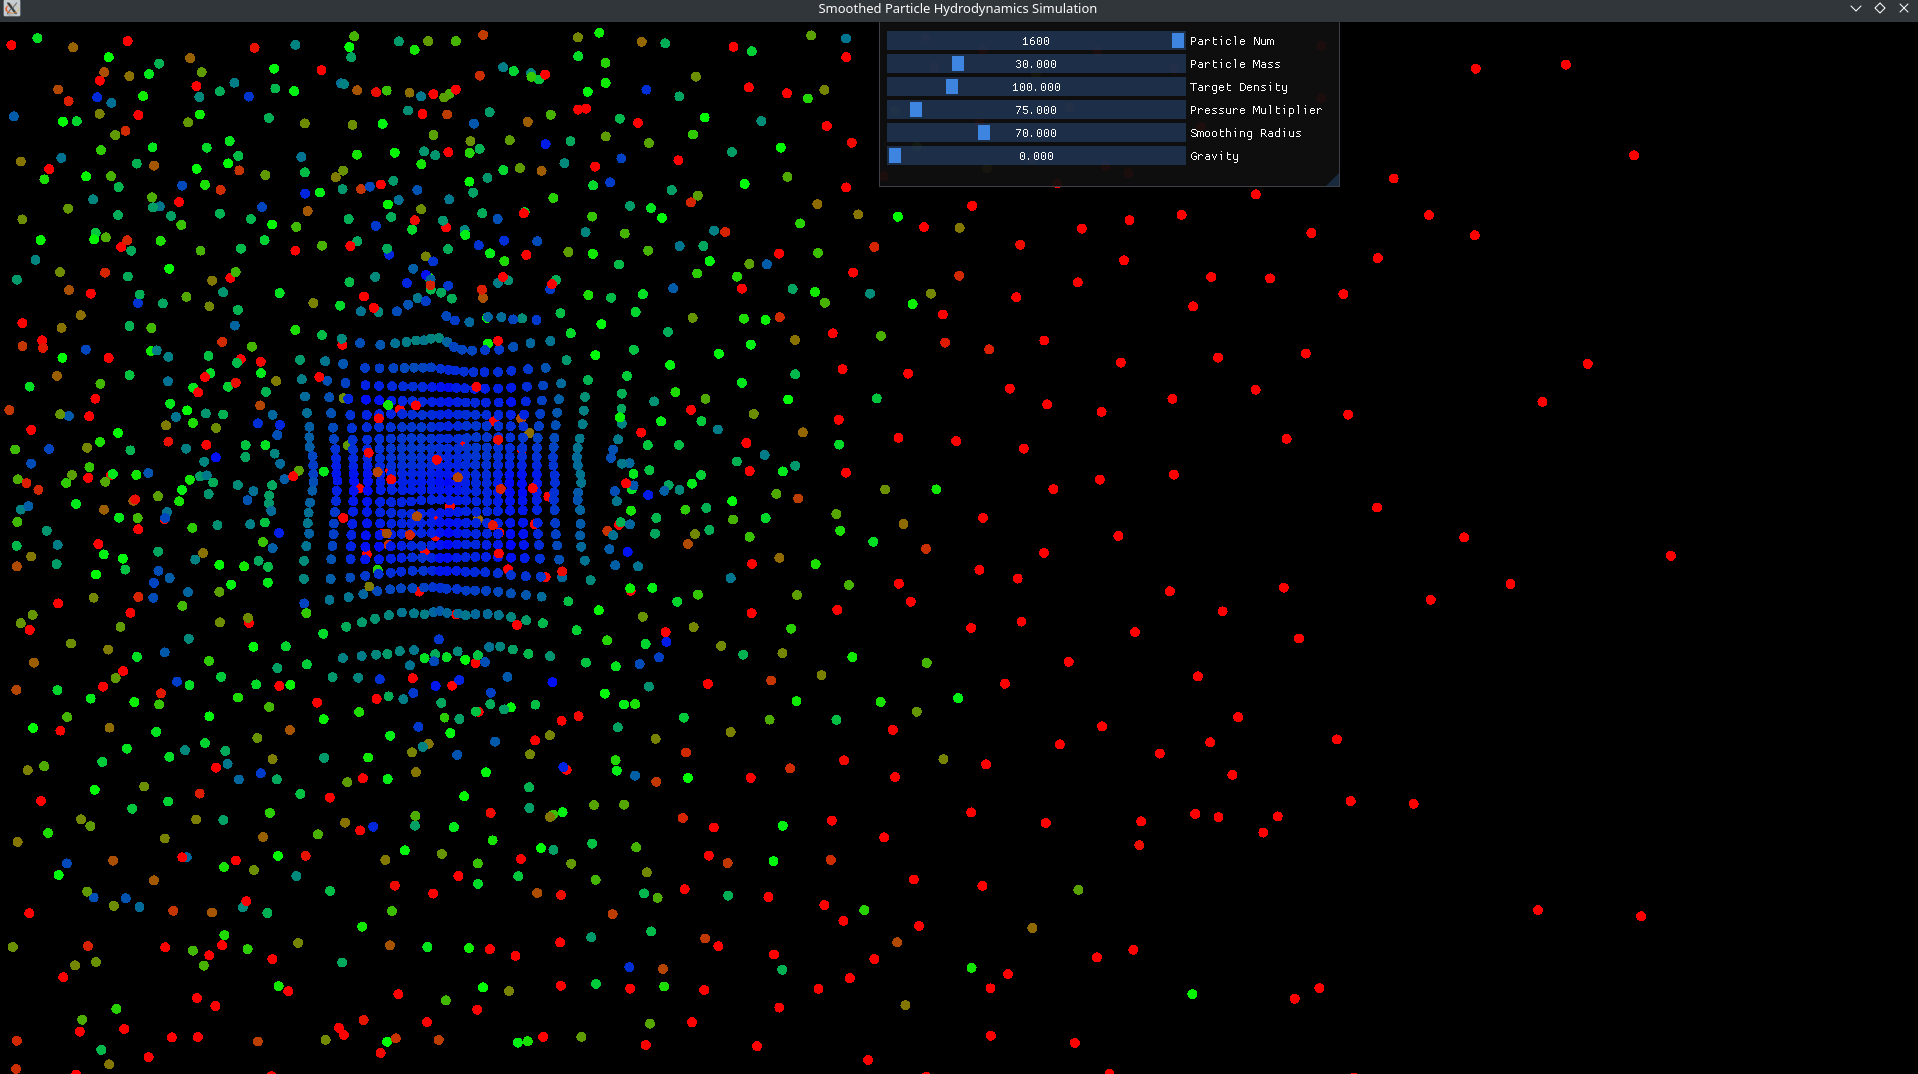 Smoothed Particle Hydrodynamics Simulation
1600 Particle Num
30.000 Particle Mass
100.000 Target Density
75.000 Pressure Multiplier
70.000 Smoothing Radius
0.000 Gravity